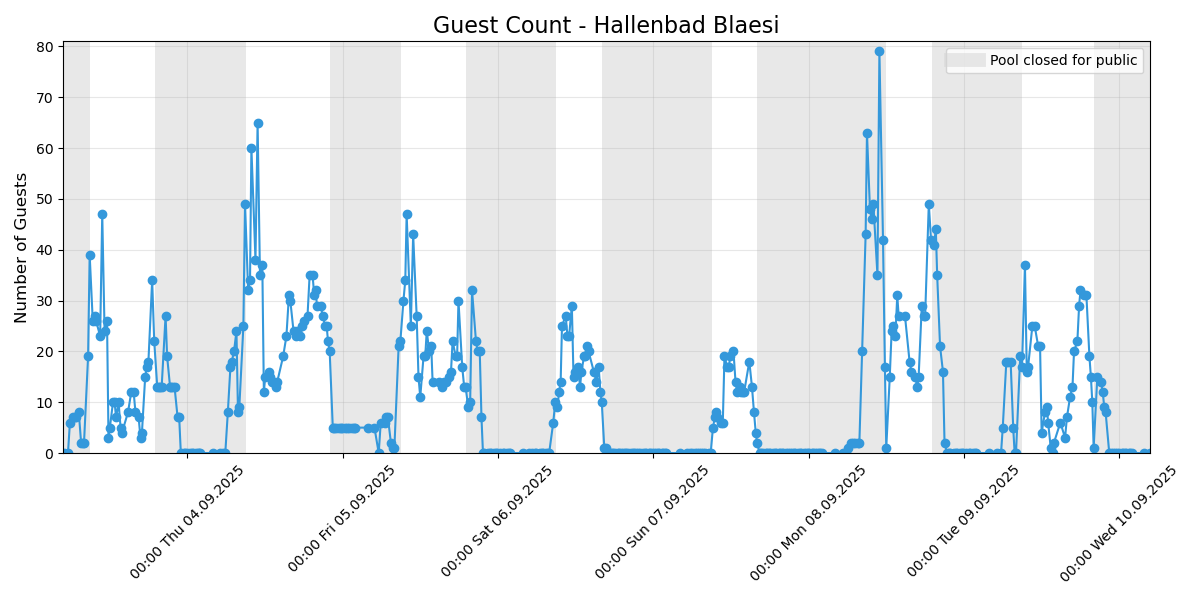 Guest Count - Hallenbad Blaesi
Pool closed for public
Number of Guests
80
70
60
50
40
30
20
10
0
00:00 Thu 04.09.2025
00:00 Fri 05.09.2025
00:00 Sat 06.09.2025
00:00 Sun 07.09.2025
00:00 Mon 08.09.2025
00:00 Tue 09.09.2025
00:00 Wed 10.09.2025